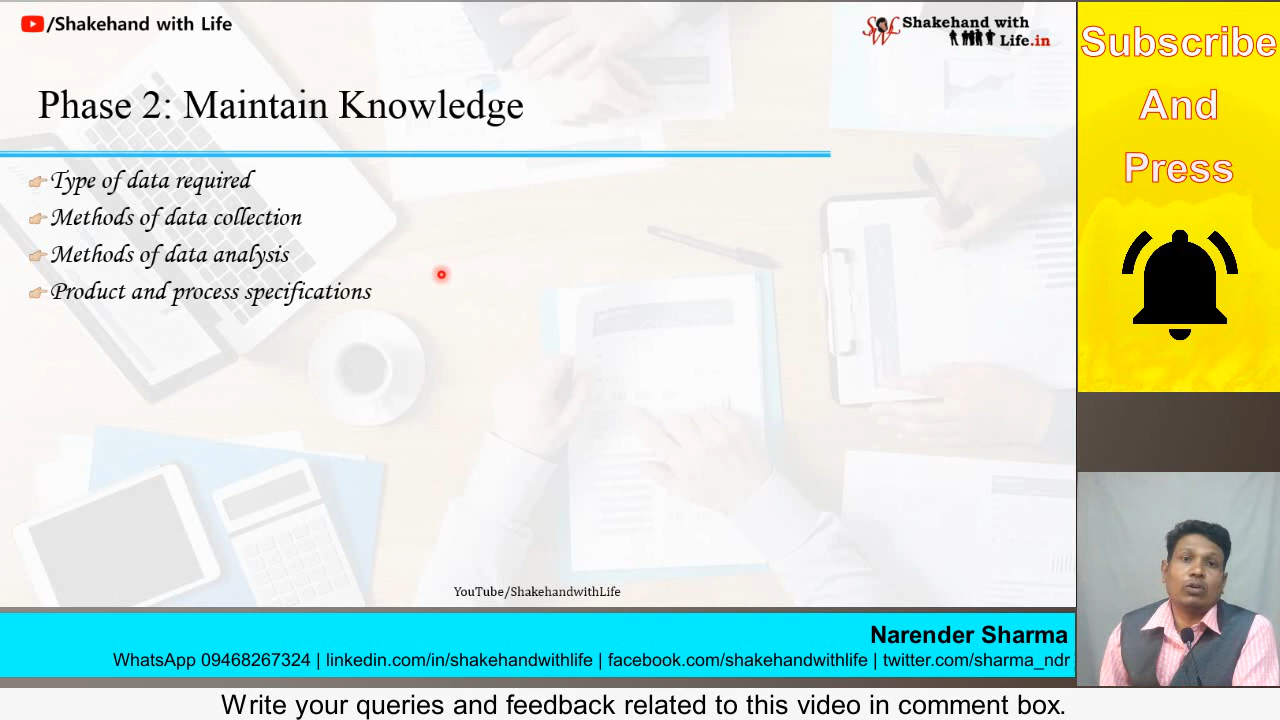 /Shakehand with Life
SWL Shakehand with
Life.in
Phase 2: Maintain Knowledge
Type of data required
Methods of data collection
Methods of data analysis
Product and process specifications
YouTube/ShakehandwithLife
Subscribe
And
Press
Narender Sharma
WhatsApp 09468267324 | linkedin.com/in/shakehandwithlife | facebook.com/shakehandwithlife | twitter.com/sharma_ndr
Write your queries and feedback related to this video in comment box.